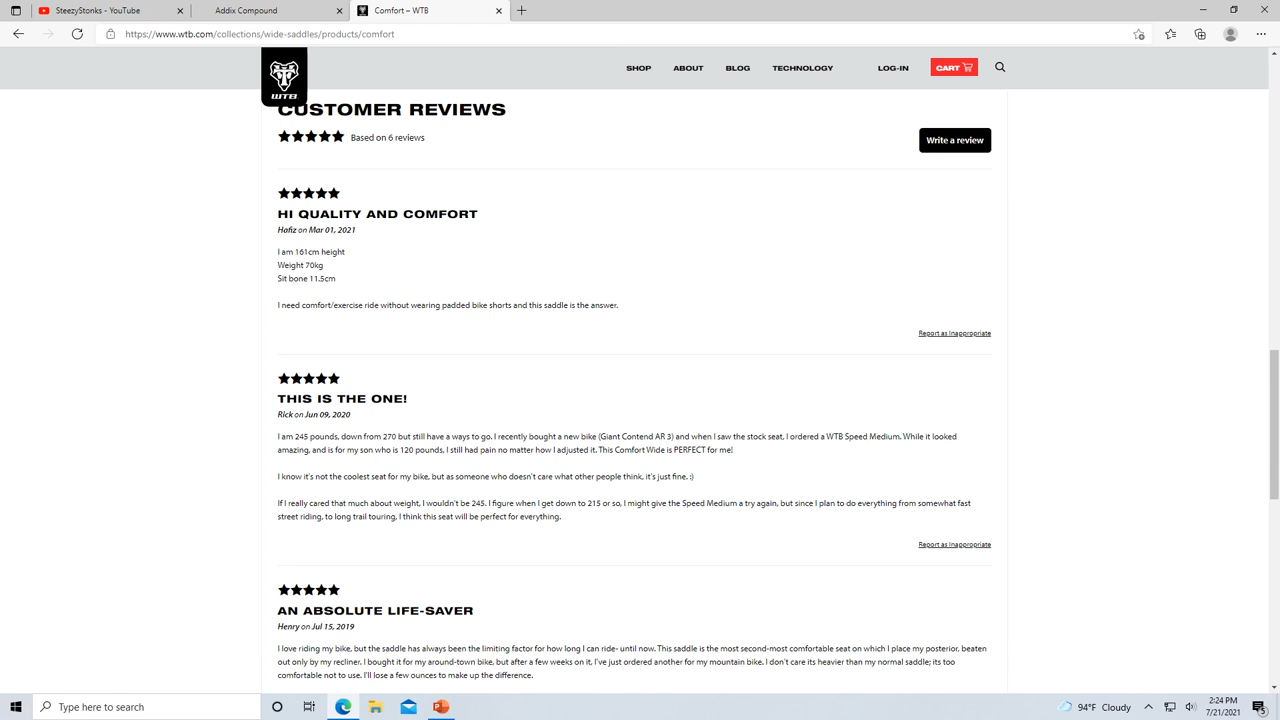 SteezyStonks - YouTube
Addix Compound
Comfort – WTB
https://www.wtb.com/collections/wide-saddles/products/comfort
WTB
SHOP
ABOUT
BLOG
TECHNOLOGY
LOG-IN
CART
CUSTOMER REVIEWS
Based on 6 reviews
Write a review
HI QUALITY AND COMFORT
Hafiz on Mar 01, 2021
I am 161cm height
Weight 70kg
Sit bone 11.5cm
I need comfort/exercise ride without wearing padded bike shorts and this saddle is the answer.
Report as Inappropriate
THIS IS THE ONE!
Rick on Jun 09, 2020
I am 245 pounds, down from 270 but still have a ways to go. I recently bought a new bike (Giant Contend AR 3) and when I saw the stock seat, I ordered a WTB Speed Medium. While it looked
amazing, and is for my son who is 120 pounds, I still had pain no matter how I adjusted it. This Comfort Wide is PERFECT for me!
I know it's not the coolest seat for my bike, but as someone who doesn't care what other people think, it's just fine. :)
If I really cared that much about weight, I wouldn't be 245. I figure when I get down to 215 or so, I might give the Speed Medium a try again, but since I plan to do everything from somewhat fast
street riding, to long trail touring, I think this seat will be perfect for everything.
Report as Inappropriate
AN ABSOLUTE LIFE-SAVER
Henry on Jul 15, 2019
I love riding my bike, but the saddle has always been the limiting factor for how long I can ride- until now. This saddle is the most second-most comfortable seat on which I place my posterior, beaten
out only by my recliner. I bought it for my around-town bike, but after a few weeks on it, I've just ordered another for my mountain bike. I don't care its heavier than my normal saddle; its too
comfortable not to use. I'll lose a few ounces to make up the difference.
Type here to search
94°F Cloudy
2:24 PM
7/21/2021
5